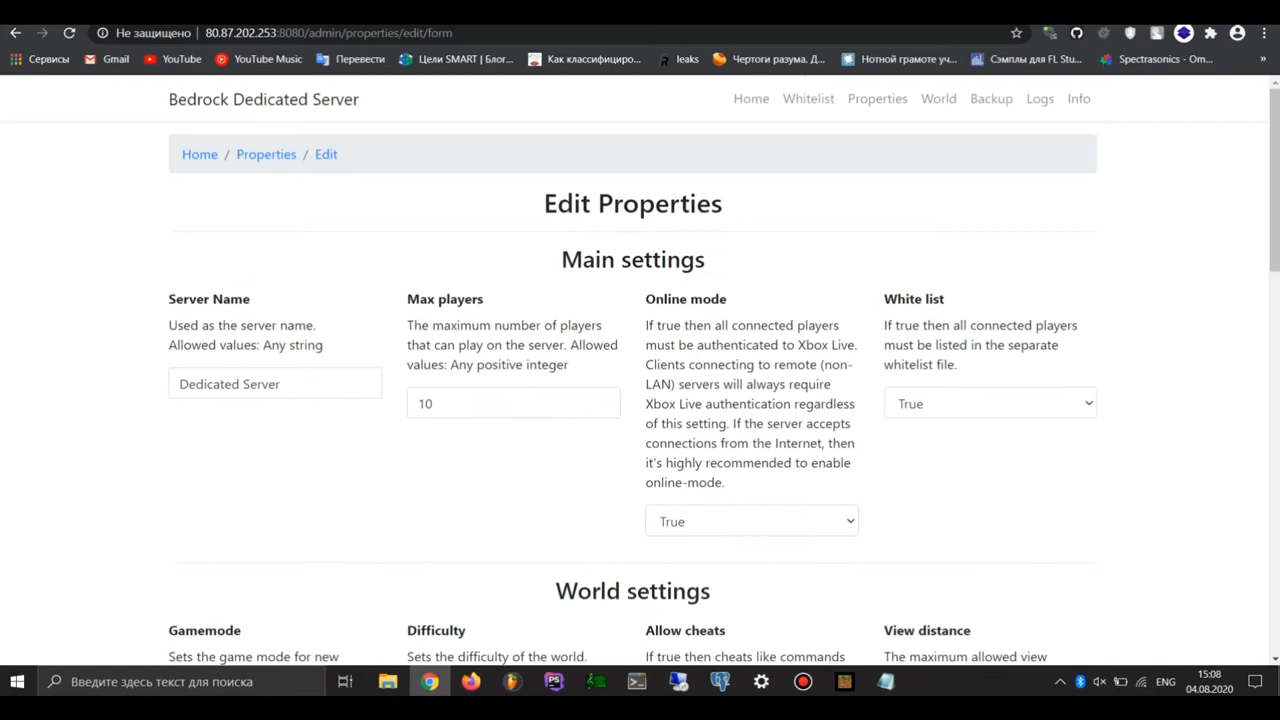 Не защищено 80.87.202.253:8080/admin/properties/edit/form
Сервисы Gmail YouTube YouTube Music Перевести Цели SMART | Блог... Как классифициро... leaks Чертоги разума. Д... Нотной грамоте уч... Сэмплы для FL Stu... Spectrasonics - Om... »
Bedrock Dedicated Server Home Whitelist Properties World Backup Logs Info
Home / Properties / Edit
Edit Properties
Main settings
Server Name
Used as the server name.
Allowed values: Any string
Dedicated Server
Max players
The maximum number of players
that can play on the server. Allowed
values: Any positive integer
10
Online mode
If true then all connected players
must be authenticated to Xbox Live.
Clients connecting to remote (non-
LAN) servers will always require
Xbox Live authentication regardless
of this setting. If the server accepts
connections from the Internet, then
it's highly recommended to enable
online-mode.
True
White list
If true then all connected players
must be listed in the separate
whitelist file.
True
World settings
Gamemode
Sets the game mode for new
Difficulty
Sets the difficulty of the world.
Allow cheats
If true then cheats like commands
View distance
The maximum allowed view
Введите здесь текст для поиска
PS
ENG
15:08
04.08.2020